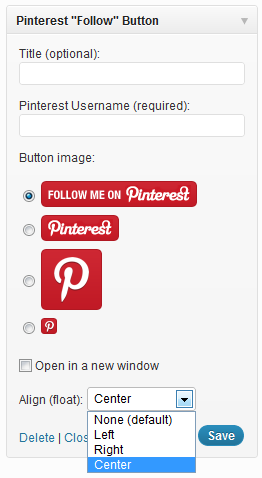 Pinterest "Follow" Button
Title (optional):
Pinterest Username (required):
Button image:
FOLLOW ME ON Pinterest
Pinterest
Open in a new window
Align (float): Center
None (default)
Left
Right
Center
Delete | Clos
Save